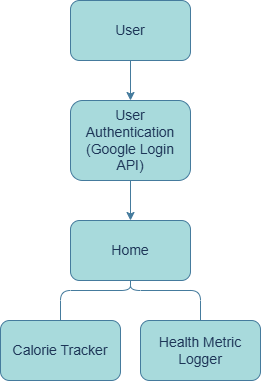 User
User
Authentication
(Google Login
API)
Home
Calorie Tracker
Health Metric
Logger